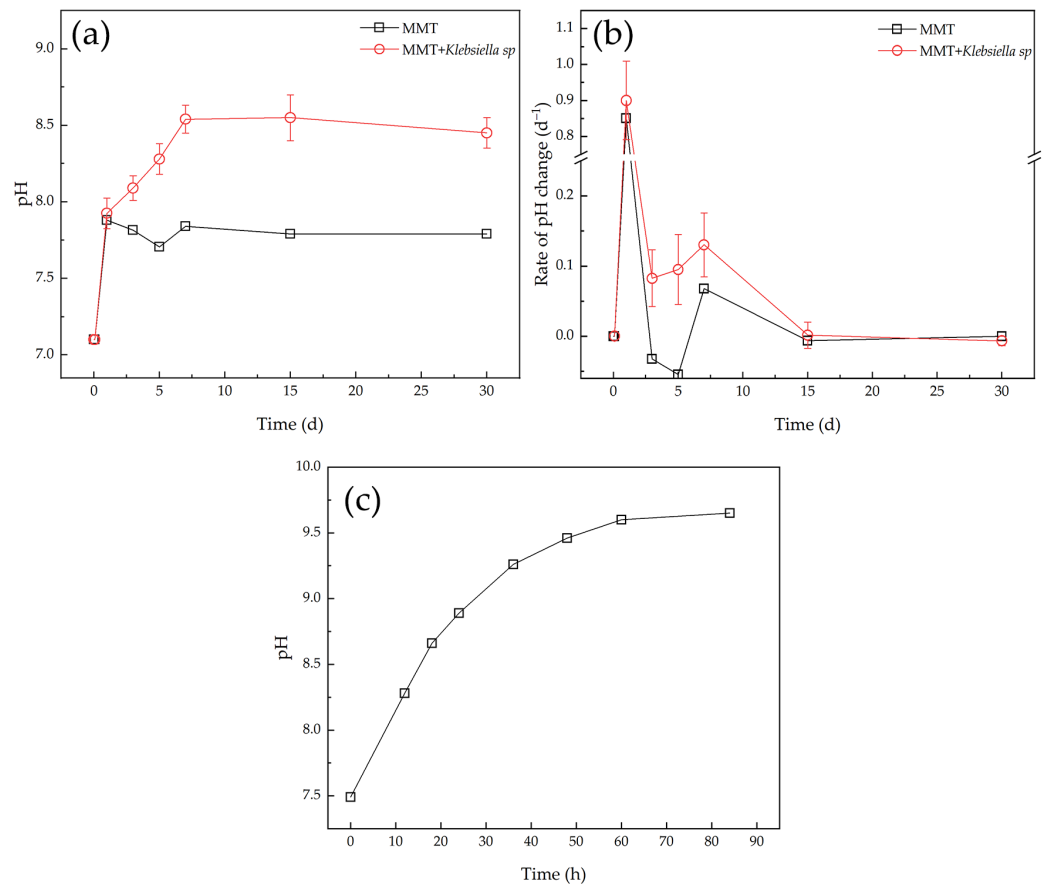 (a)
MMT
MMT+Klebsiella sp
9.0
8.5
8.0
7.5
7.0
pH
0 5 10 15 20 25 30
Time (d)
(b)
MMT
MMT+Klebsiella sp
1.1
1.0
0.9
0.8
0.2
0.1
0.0
Rate of pH change (d⁻¹)
0 5 10 15 20 25 30
Time (d)
(c)
10.0
9.5
9.0
8.5
8.0
7.5
pH
0 10 20 30 40 50 60 70 80 90
Time (h)